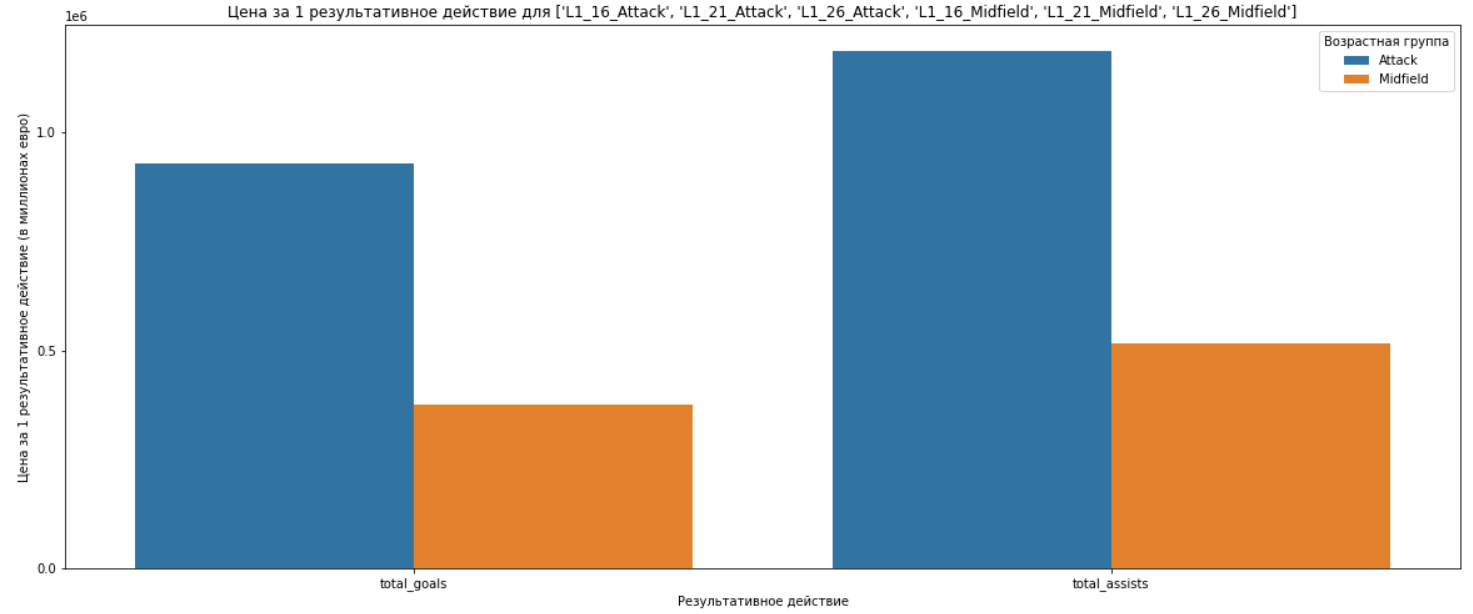 Цена за 1 результативное действие для ['L1_16_Attack', 'L1_21_Attack', 'L1_26_Attack', 'L1_16_Midfield', 'L1_21_Midfield', 'L1_26_Midfield']
1e6
Возрастная группа
Attack
Midfield
Цена за 1 результативное действие (в миллионах евро)
1.0
0.5
0.0
total_goals
total_assists
Результативное действие